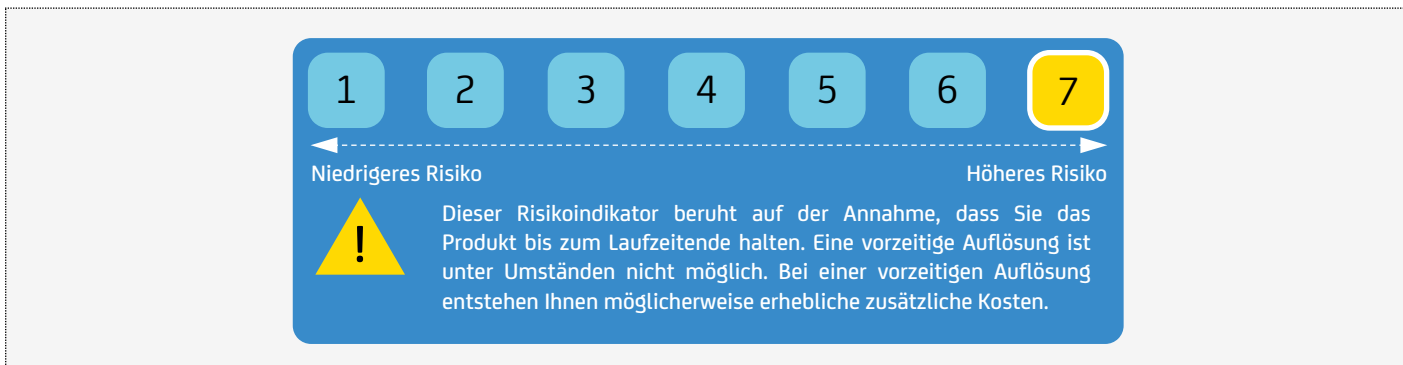 1 2 3 4 5 6 7
Niedrigeres Risiko Höheres Risiko
!
Dieser Risikoindikator beruht auf der Annahme, dass Sie das
Produkt bis zum Laufzeitende halten. Eine vorzeitige Auflösung ist
unter Umständen nicht möglich. Bei einer vorzeitigen Auflösung
entstehen Ihnen möglicherweise erhebliche zusätzliche Kosten.